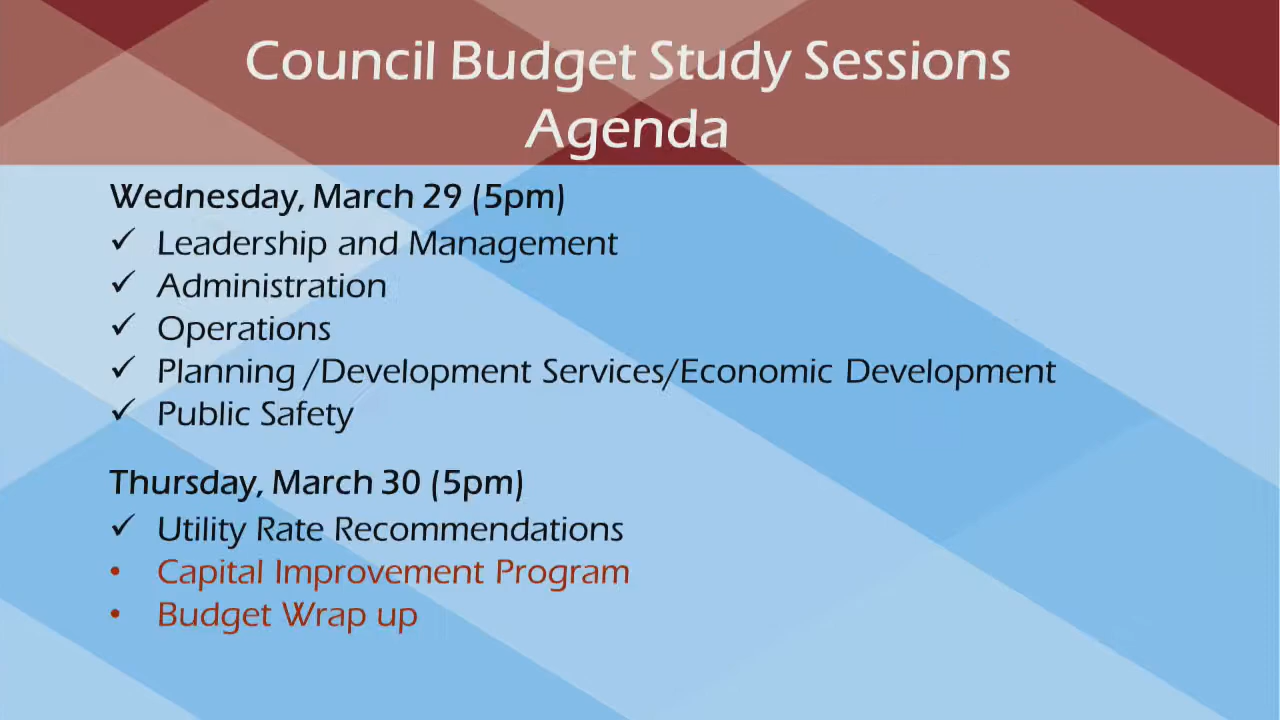 Council Budget Study Sessions
Agenda
Wednesday, March 29 (5pm)
✓ Leadership and Management
✓ Administration
✓ Operations
✓ Planning /Development Services/Economic Development
✓ Public Safety
Thursday, March 30 (5pm)
✓ Utility Rate Recommendations
• Capital Improvement Program
• Budget Wrap up